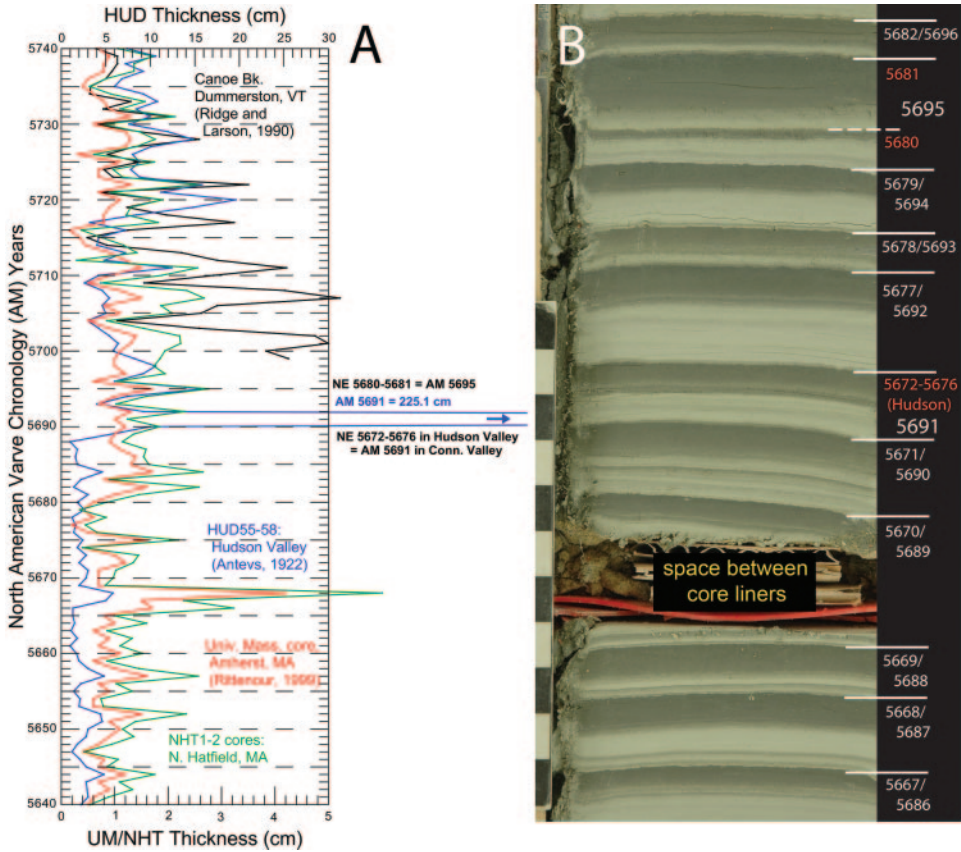 HUD Thickness (cm)
0 5 10 15 20 25 30
A
North American Varve Chronology (AM) Years
5740
5730
5720
5710
5700
5690
5680
5670
5660
5650
5640
Canoe Bk.
Dummerston, VT
(Ridge and
Larson, 1990)
NE 5680-5681 = AM 5695
AM 5691 = 225.1 cm
NE 5672-5676 in Hudson Valley
= AM 5691 in Conn. Valley
HUD55-58:
Hudson Valley
(Antevs, 1922)
Univ. Mass. core,
Amherst, MA
(Rittenour, 1999)
NHT1-2 cores:
N. Hatfield, MA
0 1 2 3 4 5
UM/NHT Thickness (cm)
B
5682/5696
5681
5695
5680
5679/
5694
5678/5693
5677/
5692
5672-5676
(Hudson)
5691
5671/
5690
5670/
5689
space between
core liners
5669/
5688
5668/
5687
5667/
5686